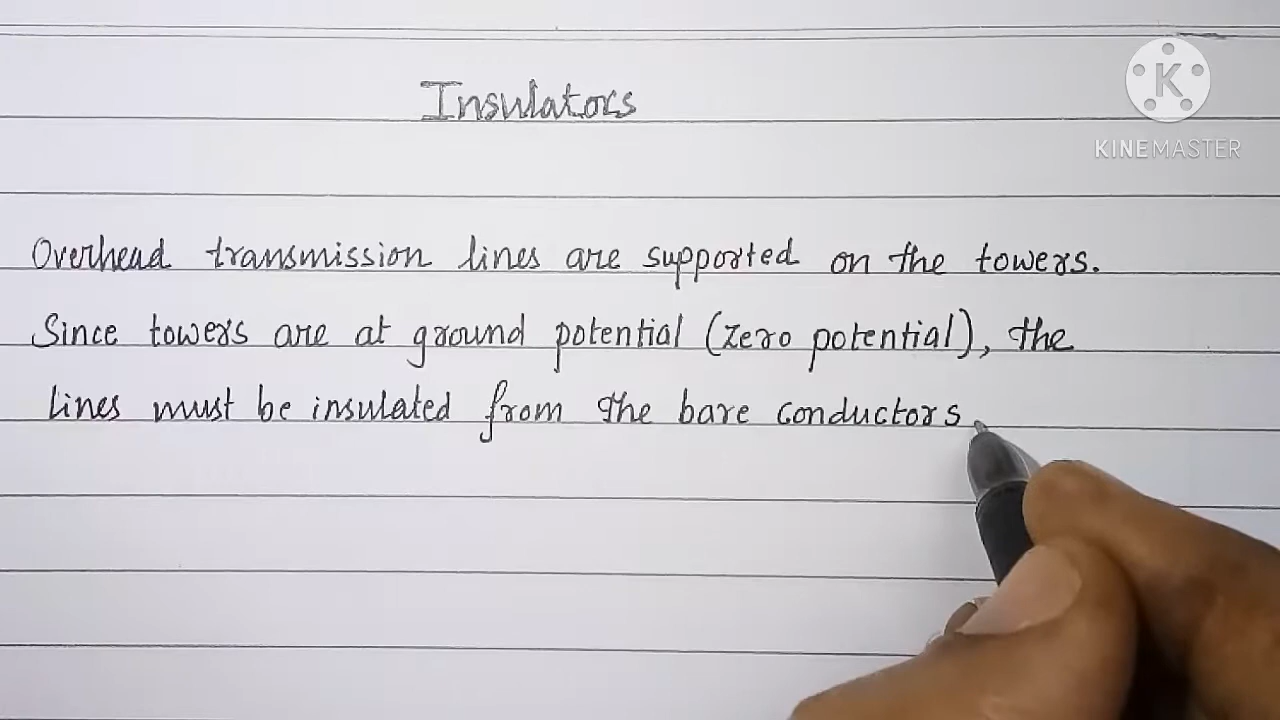 Insulators
K
KINEMASTER
Overhead transmission lines are supported on the towers.
Since towers are at ground potential (zero potential), the
lines must be insulated from the bare conductors